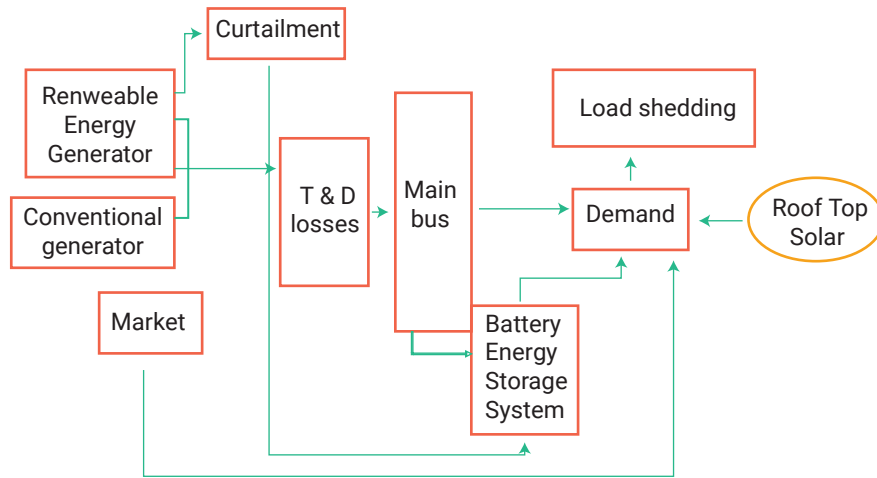 Curtailment
Renweable
Energy
Generator
Conventional
generator
Market
T & D
losses
Main
bus
Battery
Energy
Storage
System
Load shedding
Demand
Roof Top
Solar